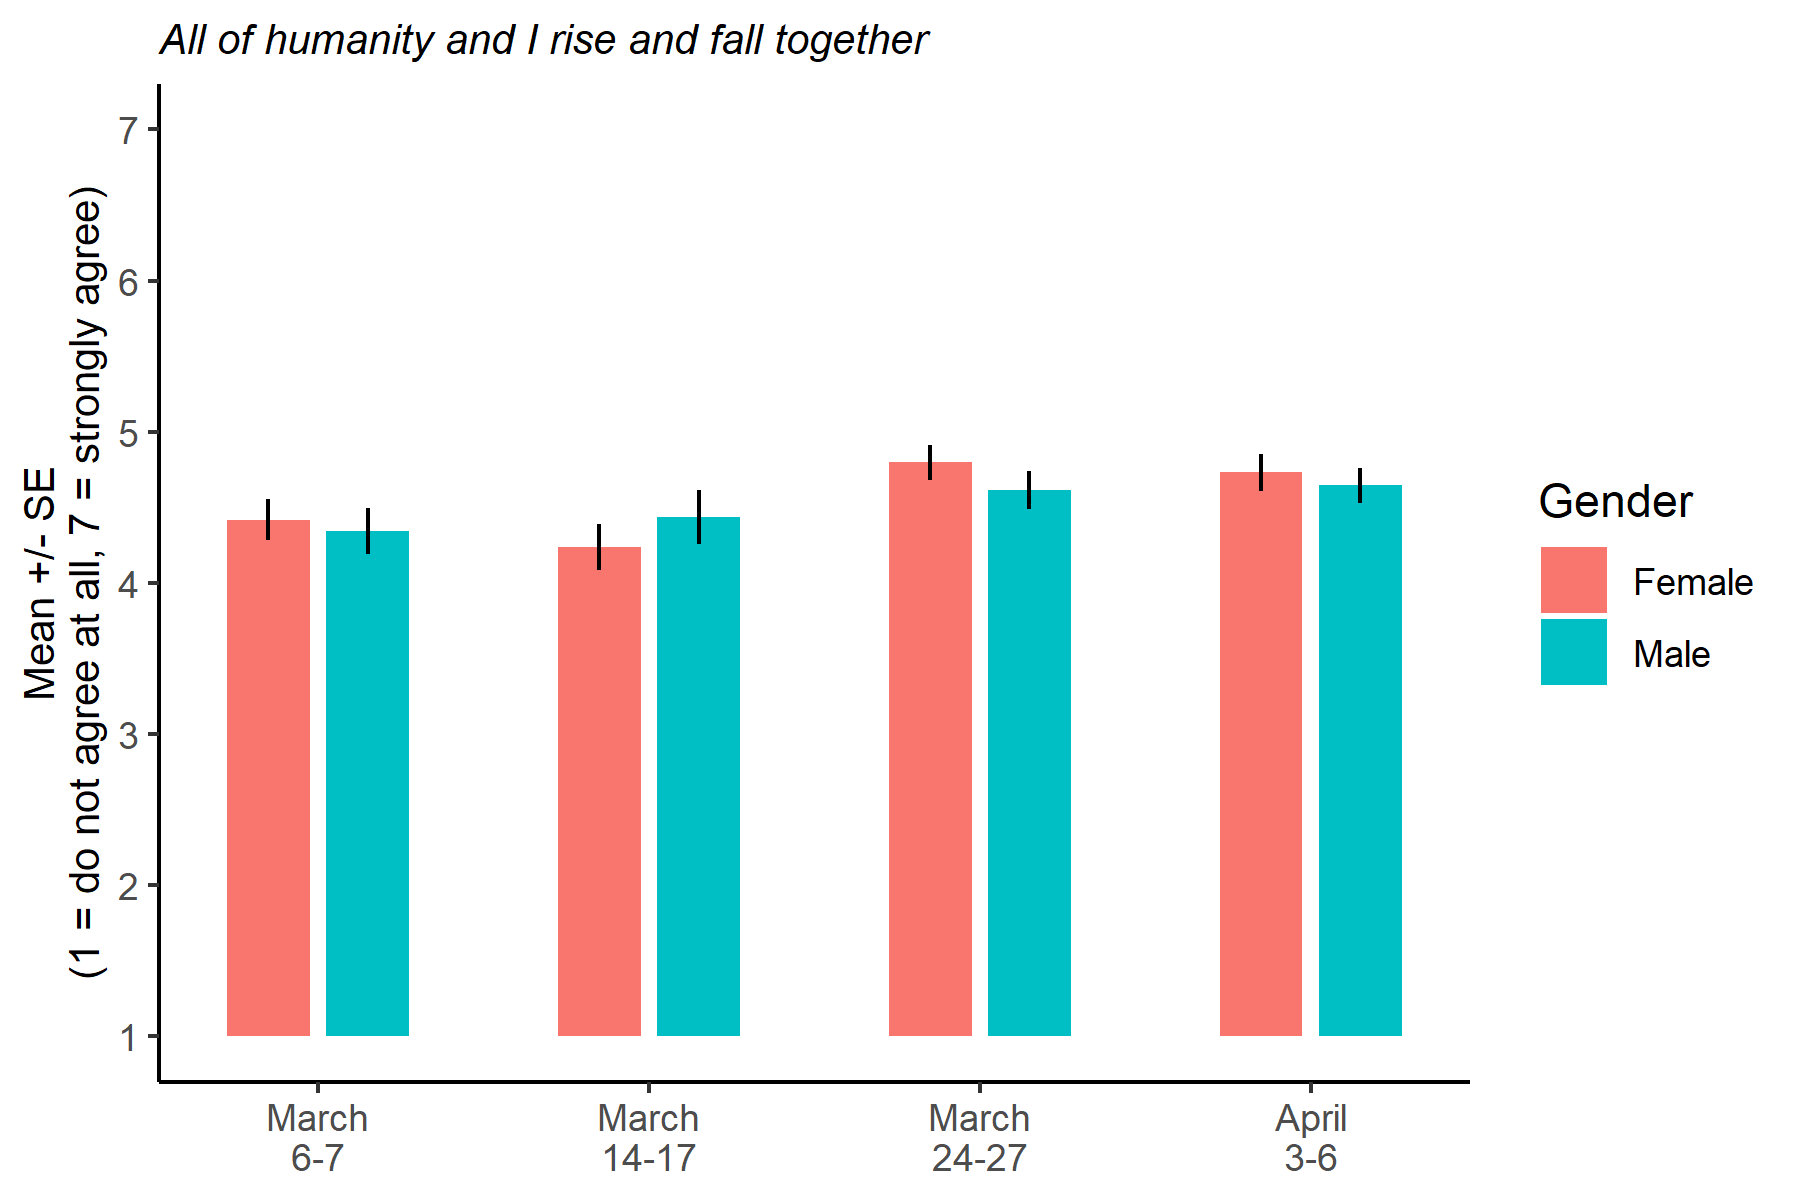 All of humanity and I rise and fall together
Mean +/- SE
(1 = do not agree at all, 7 = strongly agree)
7
6
5
4
3
2
1
March
6-7
March
14-17
March
24-27
April
3-6
Gender
Female
Male